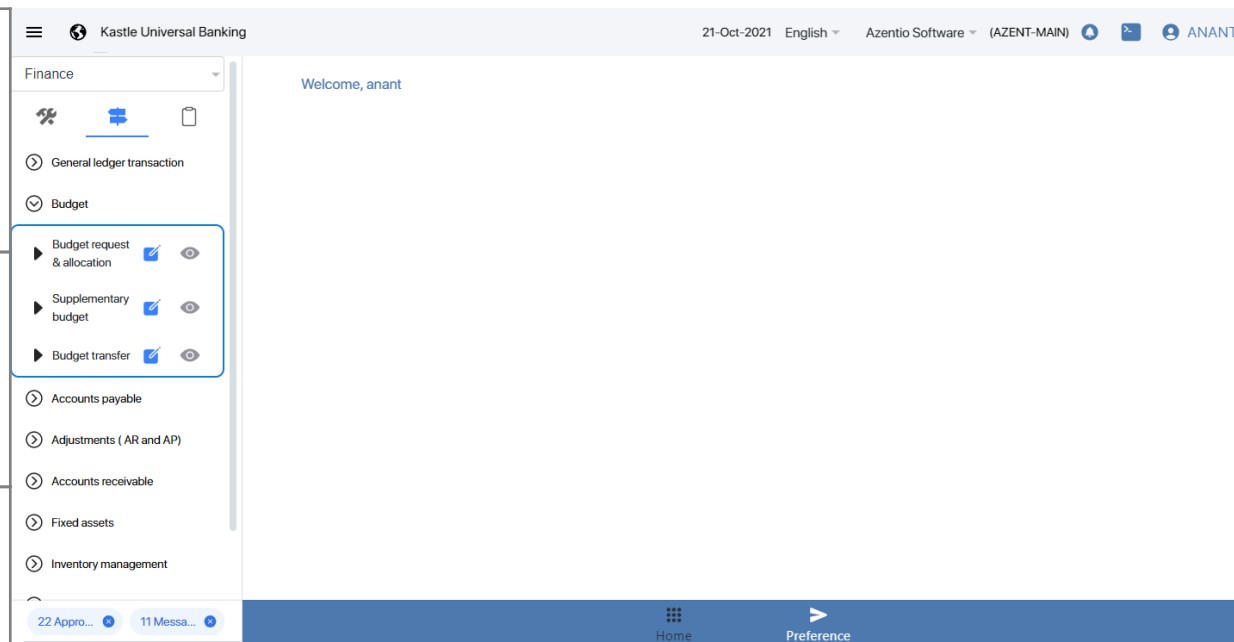 Kastle Universal Banking
21-Oct-2021 English Azentio Software (AZENT-MAIN) ANANT
Finance
Welcome, anant
General ledger transaction
Budget
Budget request
& allocation
Supplementary
budget
Budget transfer
Accounts payable
Adjustments ( AR and AP)
Accounts receivable
Fixed assets
Inventory management
22 Appro... 11 Messa...
Home Preference